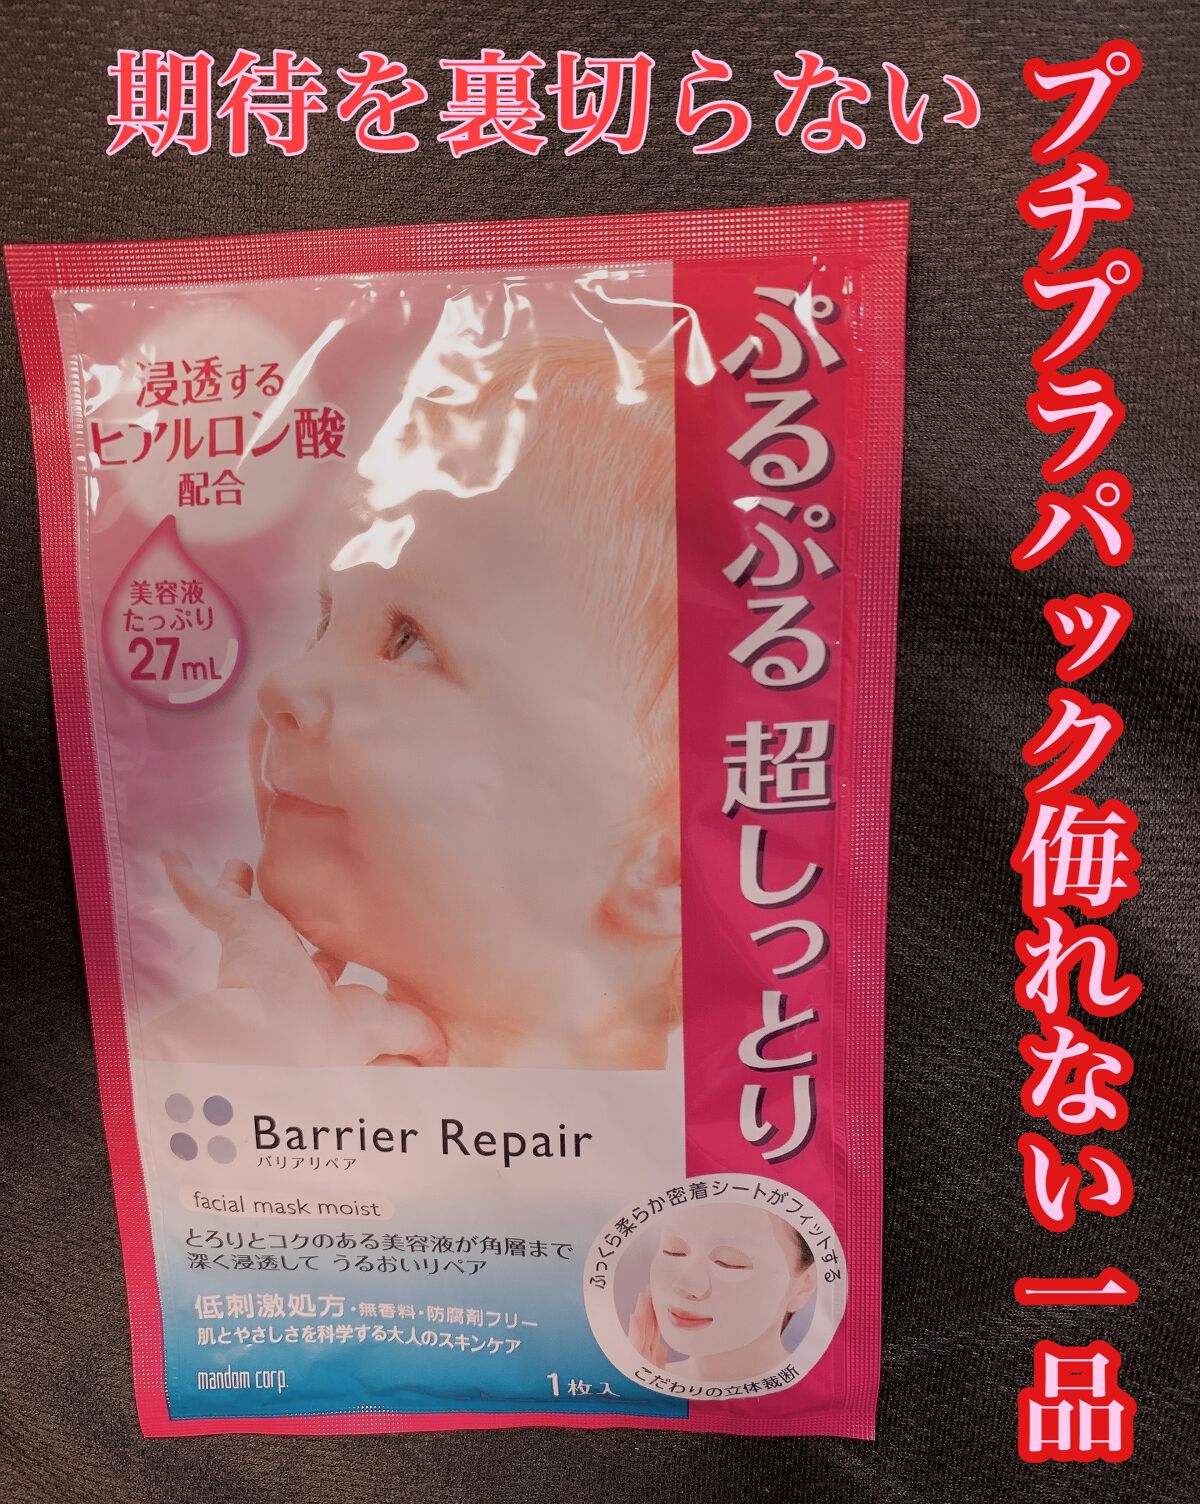 期待を裏切らない
プチプラパック侮れない一品
浸透する
ヒアルロン酸
配合
美容液
たっぷり
27mL
ぷるぷる 超しっとり
Barrier Repair
バリアリペア
facial mask moist
とろりとコクのある美容液が角層まで
深く浸透して うるおいリペア
低刺激処方・無香料・防腐剤フリー
肌とやさしさを科学する大人のスキンケア
mandom corp.
1枚入
ふっくら柔らか密着シートがフィットする
こだわりの立体裁断